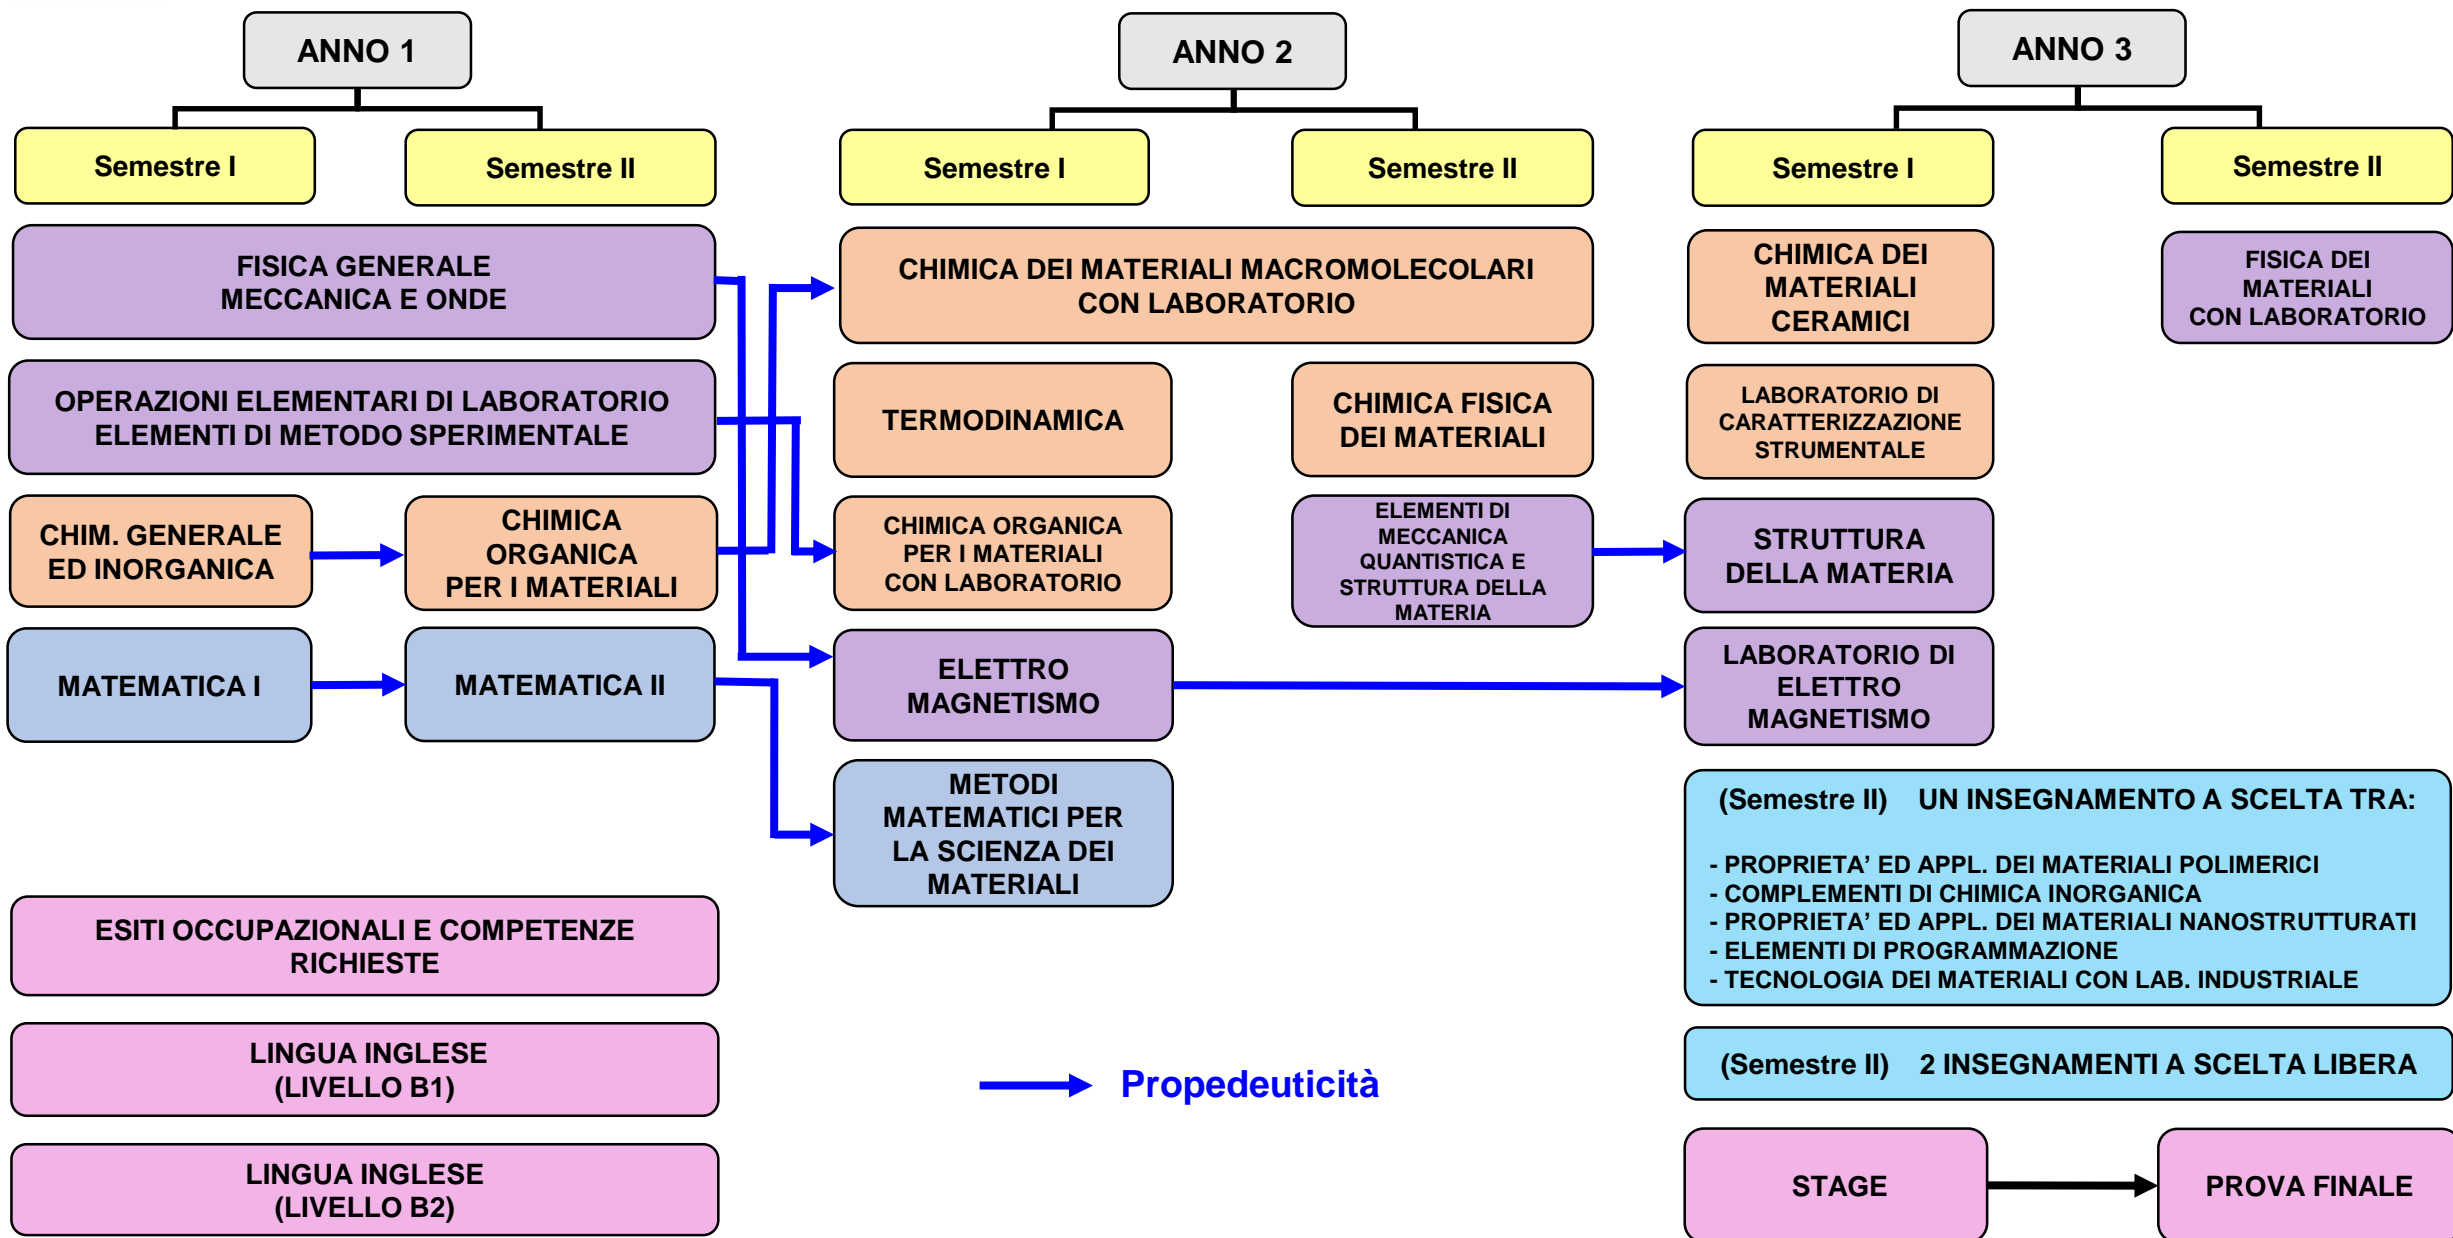 ANNO 1
ANNO 2
ANNO 3
Semestre I
Semestre II
Semestre I
Semestre II
Semestre I
Semestre II
FISICA GENERALE
MECCANICA E ONDE
CHIMICA DEI MATERIALI MACROMOLECOLARI
CON LABORATORIO
CHIMICA DEI
MATERIALI
CERAMICI
FISICA DEI
MATERIALI
CON LABORATORIO
OPERAZIONI ELEMENTARI DI LABORATORIO
ELEMENTI DI METODO SPERIMENTALE
TERMODINAMICA
CHIMICA FISICA
DEI MATERIALI
LABORATORIO DI
CARATTERIZZAZIONE
STRUMENTALE
CHIM. GENERALE
ED INORGANICA
CHIMICA
ORGANICA
PER I MATERIALI
CHIMICA ORGANICA
PER I MATERIALI
CON LABORATORIO
ELEMENTI DI
MECCANICA
QUANTISTICA E
STRUTTURA DELLA
MATERIA
STRUTTURA
DELLA MATERIA
MATEMATICA I
MATEMATICA II
ELETTRO
MAGNETISMO
LABORATORIO DI
ELETTRO
MAGNETISMO
METODI
MATEMATICI PER
LA SCIENZA DEI
MATERIALI
(Semestre II) UN INSEGNAMENTO A SCELTA TRA:
- PROPRIETA’ ED APPL. DEI MATERIALI POLIMERICI
- COMPLEMENTI DI CHIMICA INORGANICA
- PROPRIETA’ ED APPL. DEI MATERIALI NANOSTRUTTURATI
- ELEMENTI DI PROGRAMMAZIONE
- TECNOLOGIA DEI MATERIALI CON LAB. INDUSTRIALE
ESITI OCCUPAZIONALI E COMPETENZE
RICHIESTE
LINGUA INGLESE
(LIVELLO B1)
Propedeuticità
(Semestre II) 2 INSEGNAMENTI A SCELTA LIBERA
LINGUA INGLESE
(LIVELLO B2)
STAGE
PROVA FINALE